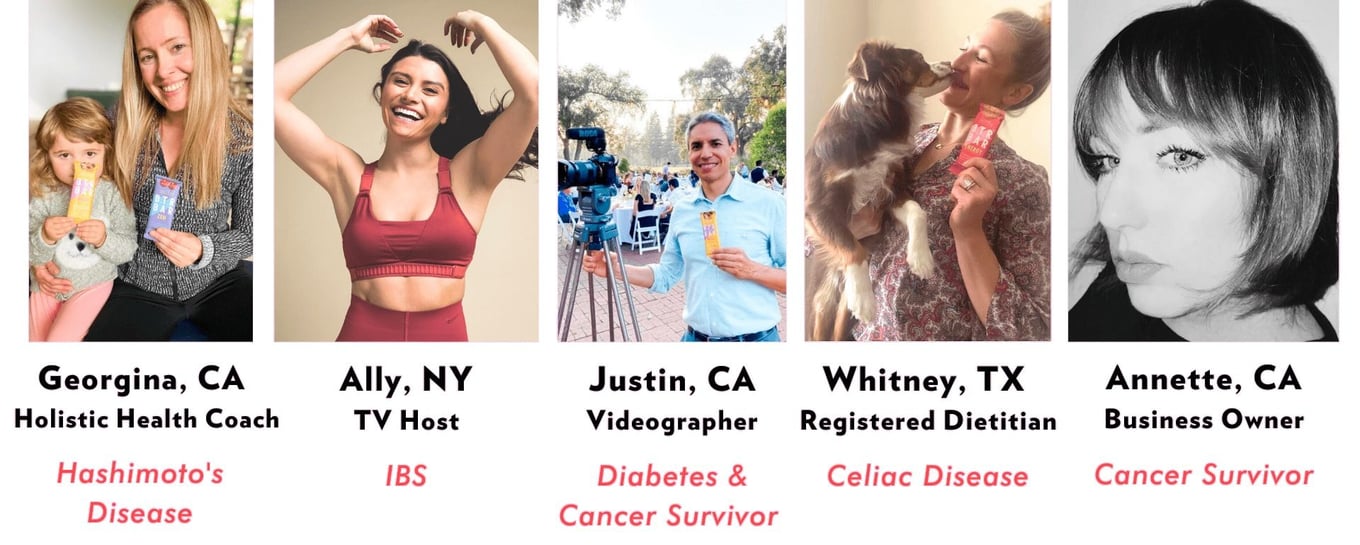 Georgina, CA
Holistic Health Coach
Hashimoto's
Disease
Ally, NY
TV Host
IBS
Justin, CA
Videographer
Diabetes &
Cancer Survivor
Whitney, TX
Registered Dietitian
Celiac Disease
Annette, CA
Business Owner
Cancer Survivor